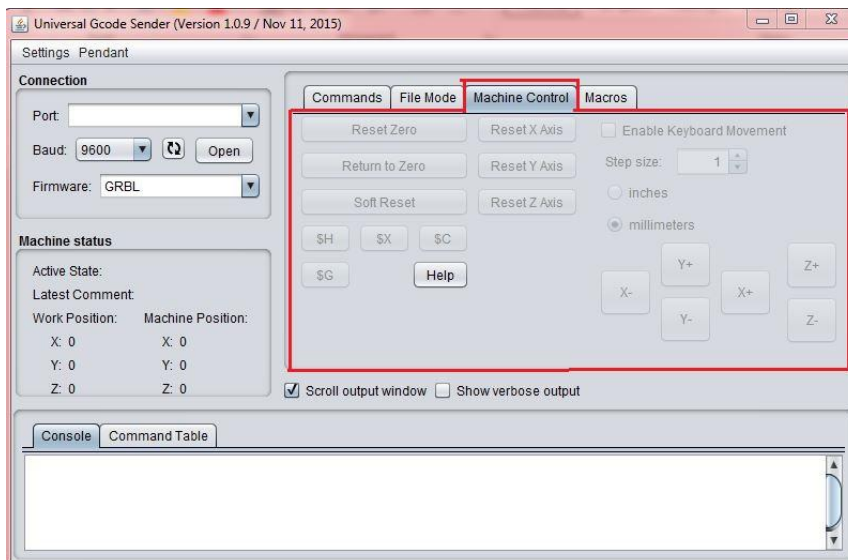 Universal Gcode Sender (Version 1.0.9 / Nov 11, 2015)
Settings Pendant
Connection
Port:
Baud: 9600 Open
Firmware: GRBL
Machine status
Active State:
Latest Comment:
Work Position: Machine Position:
X: 0 X: 0
Y: 0 Y: 0
Z: 0 Z: 0
Commands File Mode Machine Control Macros
Reset Zero Reset X Axis Enable Keyboard Movement
Return to Zero Reset Y Axis Step size: 1
Soft Reset Reset Z Axis inches
millimeters
$H $X $C
$G Help
Y+ Z+
X- X+
Y- Z-
Scroll output window Show verbose output
Console Command Table